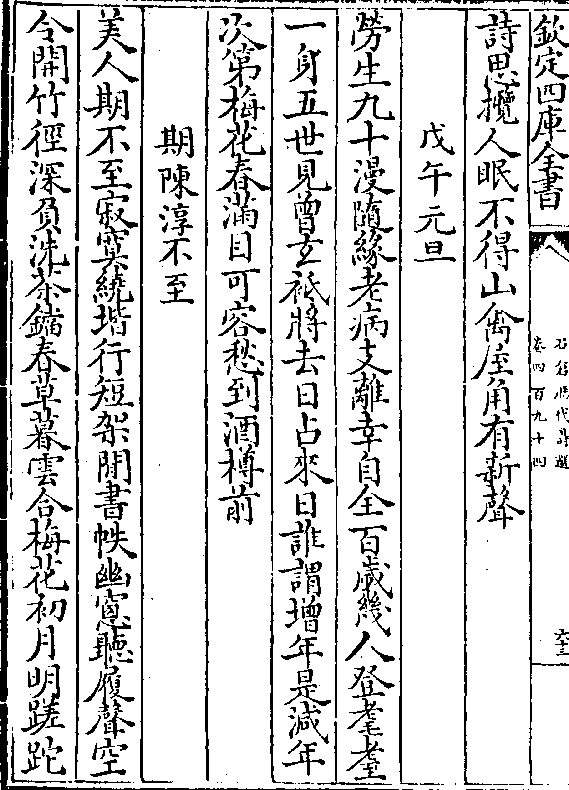 欽定四庫全書
石倉歷代詩選
卷四百九十四
詩思攪人眠不得山禽屋角有新聲
戊午元旦
勞生九十漫隨緣老病支離幸自全百歲幾人登耄耋
一身五世見曾玄秪將去日占來日誰謂增年是減年
次第梅花春滿目可容愁到酒樽前
期陳淳不至
美人期不至寂寞繞堦行短架閒書帙幽窻聽履聲空
令開竹徑深負洗茶鐺春草暮雲合梅花初月明蹉跎